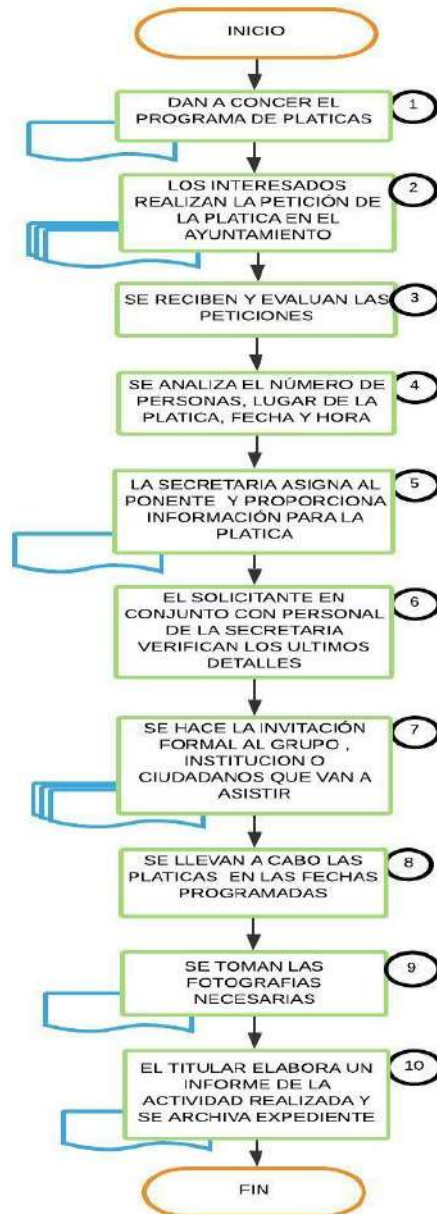 INICIO
1
DAN A CONCER EL
PROGRAMA DE PLATICAS
2
LOS INTERESADOS
REALIZAN LA PETICIÓN DE
LA PLATICA EN EL
AYUNTAMIENTO
3
SE RECIBEN Y EVALUAN LAS
PETICIONES
4
SE ANALIZA EL NÚMERO DE
PERSONAS, LUGAR DE LA
PLATICA, FECHA Y HORA
5
LA SECRETARIA ASIGNA AL
PONENTE Y PROPORCIONA
INFORMACIÓN PARA LA
PLATICA
6
EL SOLICITANTE EN
CONJUNTO CON PERSONAL
DE LA SECRETARIA
VERIFICAN LOS ULTIMOS
DETALLES
7
SE HACE LA INVITACIÓN
FORMAL AL GRUPO ,
INSTITUCION O
CIUDADANOS QUE VAN A
ASISTIR
8
SE LLEVAN A CABO LAS
PLATICAS EN LAS FECHAS
PROGRAMADAS
9
SE TOMAN LAS
FOTOGRAFIAS
NECESARIAS
10
EL TITULAR ELABORA UN
INFORME DE LA
ACTIVIDAD REALIZADA Y
SE ARCHIVA EXPEDIENTE
FIN